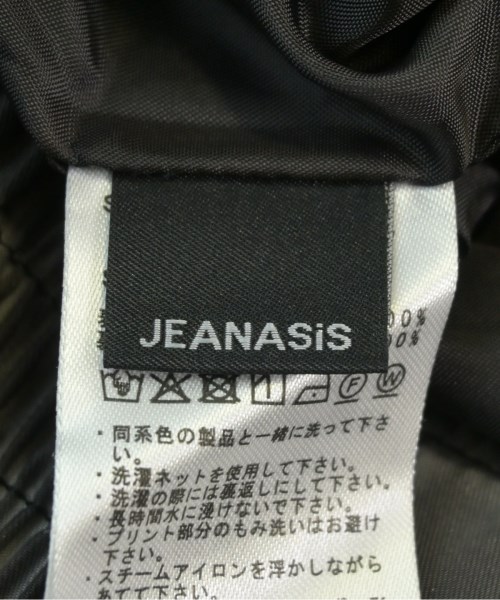 JEANASiS
00%
00%
F W
・同系色の製品と一緒に洗って下さ
い。
・洗濯ネットを使用して下さい。
・洗濯の際には裏返しにして下さい。
・長時間水に浸けないで下さい。
・プリント部分のもみ洗いはお避け
下さい。
・スチームアイロンを浮かしながら
あてて下さい。